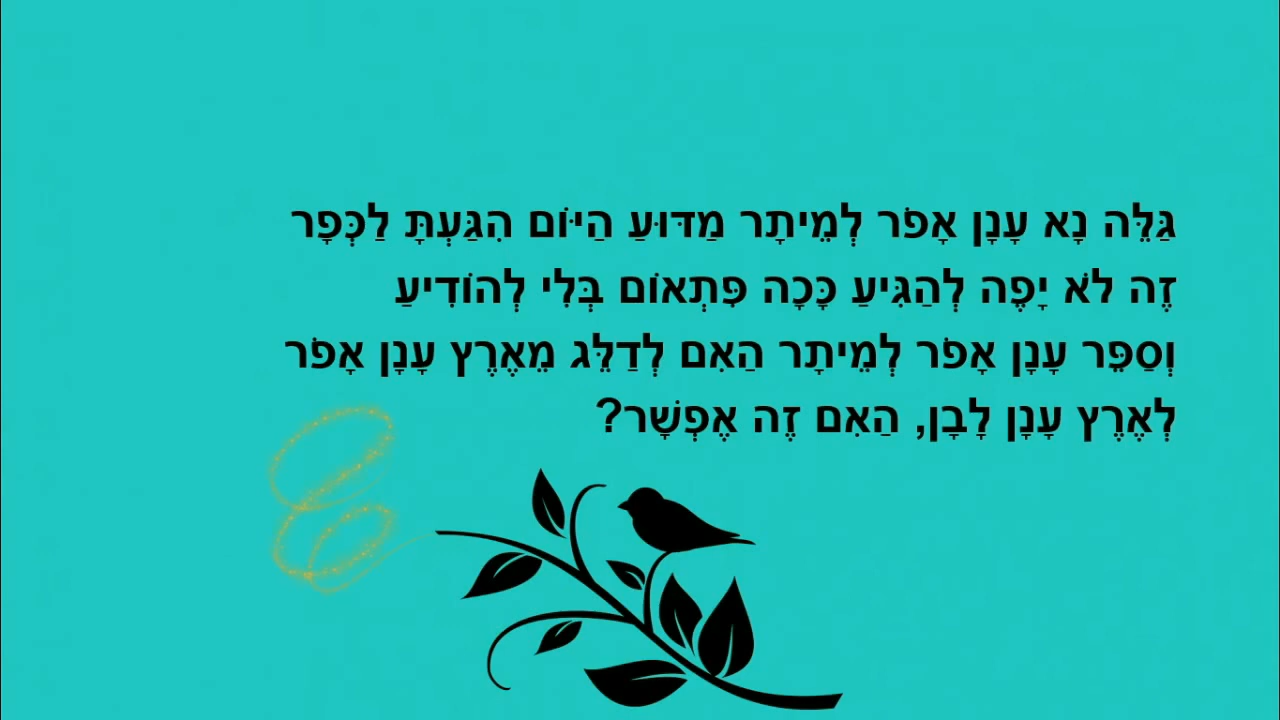 גַּלֵּה נָא עָנָן אָפֹר לְמֵיתָר מַדּוּעַ הַיּוֹם הִגַּעְתָּ לַכְּפָר
זֶה לֹא יָפֶה לְהַגִּיעַ כָּכָה פִּתְאוֹם בְּלִי לְהוֹדִיעַ
וְסַפֵּר עָנָן אָפֹר לְמֵיתָר הַאִם לְדַלֵּג מֵאֶרֶץ עָנָן אָפֹר
לְאֶרֶץ עָנָן לָבָן, הַאִם זֶה אֶפְשָׁר?